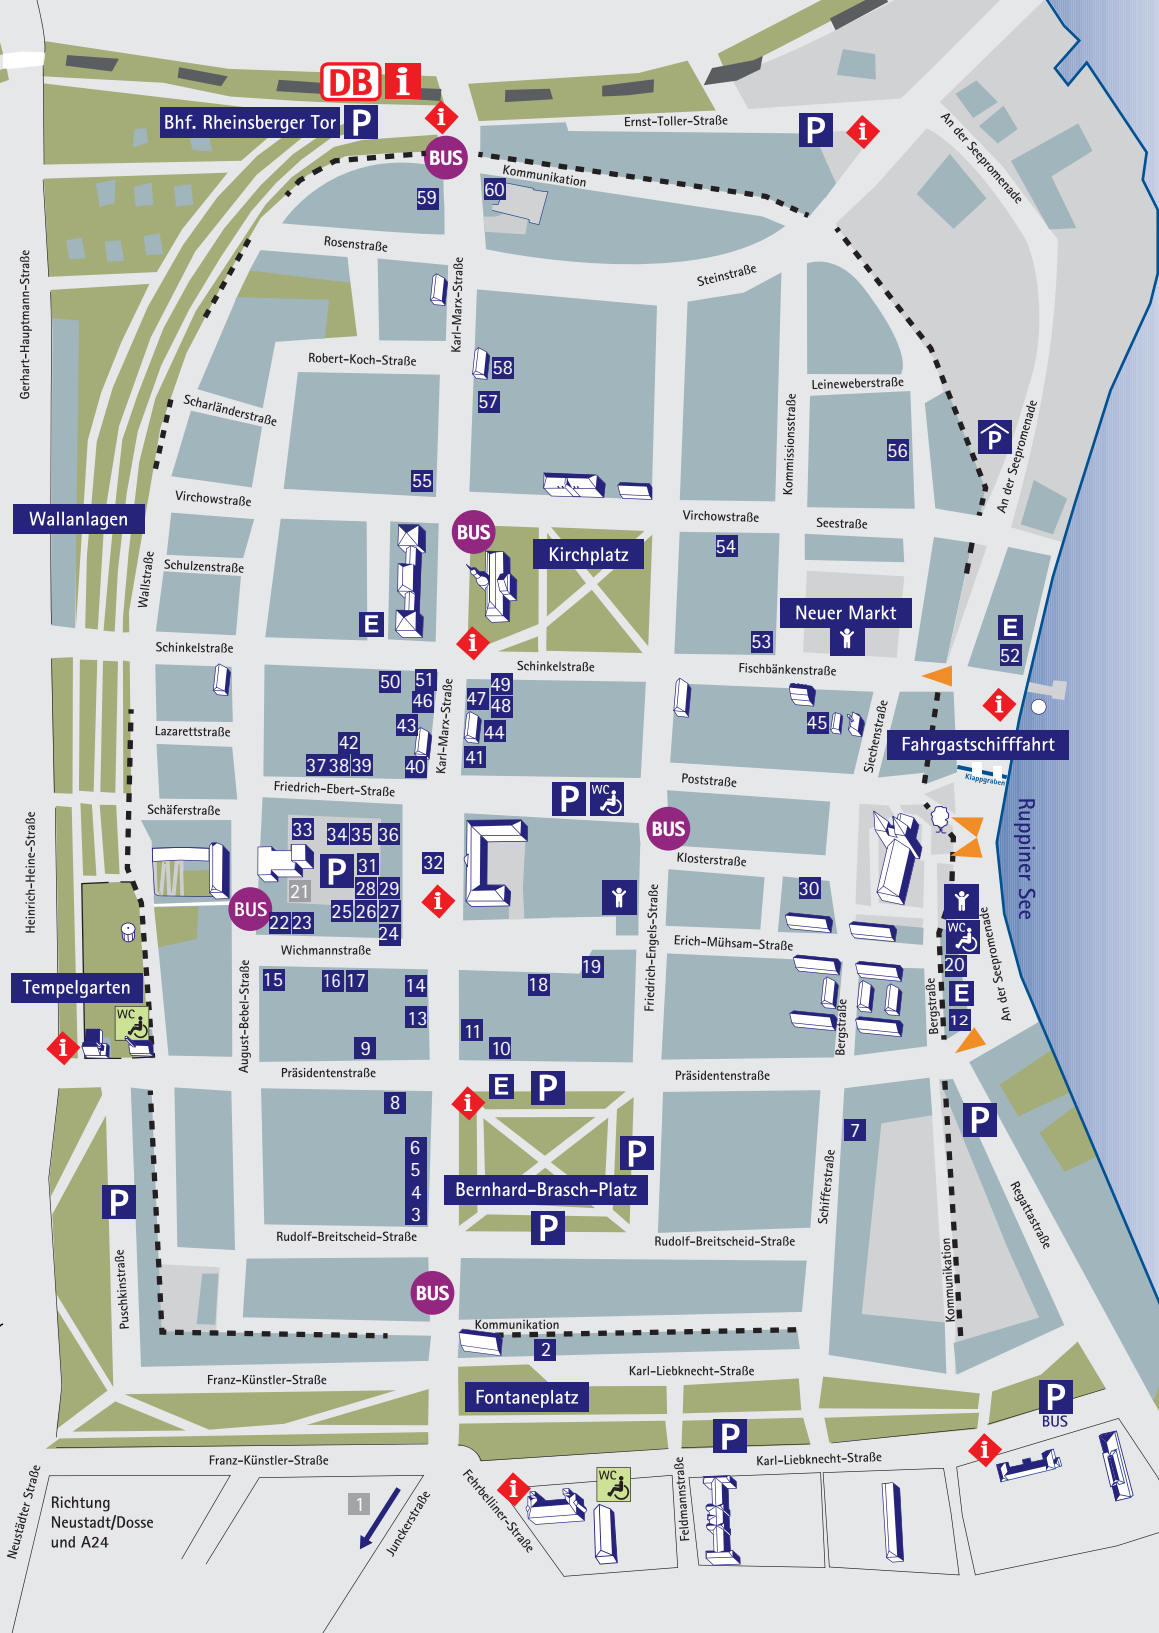 DB i
Bhf. Rheinsberger Tor P
i
BUS
Ernst-Toller-Straße
P
i
An der Seepromenade
Kommunikation
59
60
Rosenstraße
Steinstraße
Gerhart-Hauptmann-Straße
Karl-Marx-Straße
Robert-Koch-Straße
58
57
Leineweberstraße
Kommissionsstraße
Scharländerstraße
56
P
An der Seepromenade
55
Virchowstraße
Virchowstraße
Seestraße
Wallanlagen
BUS
Kirchplatz
54
Wallstraße
Schulzenstraße
E
Neuer Markt
53
E
52
i
Schinkelstraße
Schinkelstraße
Fischbänkenstraße
50
51
46
49
47
48
43
44
45
Siechenstraße
i
Lazarettstraße
Karl-Marx-Straße
42
37 38 39
40
41
Fahrgastschifffahrt
Klappgraben
Friedrich-Ebert-Straße
Poststraße
Schäferstraße
P
WC
BUS
Ruppiner See
Heinrich-Heine-Straße
33
34 35 36
32
Klosterstraße
P
31
21
28 29
30
i
BUS
25 26 27
22 23
24
Friedrich-Engels-Straße
WC
An der Seepromenade
Wichmannstraße
Erich-Mühsam-Straße
15
16 17
14
18
19
20
Tempelgarten
August-Bebel-Straße
E
12
WC
13
11
Bergstraße
Bergstraße
i
9
10
Präsidentenstraße
Präsidentenstraße
i
E
P
8
7
P
6
5
4
3
P
Bernhard-Brasch-Platz
P
P
Schifferstraße
Regattastraße
Rudolf-Breitscheid-Straße
Rudolf-Breitscheid-Straße
Puschkinstraße
Kommunikation
BUS
Kommunikation
2
Karl-Liebknecht-Straße
Franz-Künstler-Straße
Fontaneplatz
P
BUS
P
Franz-Künstler-Straße
Karl-Liebknecht-Straße
i
Neustädter Straße
Richtung
Neustadt/Dosse
und A24
1
Junckerstraße
Fehrbelliner-Straße
i
WC
Feldmannstraße